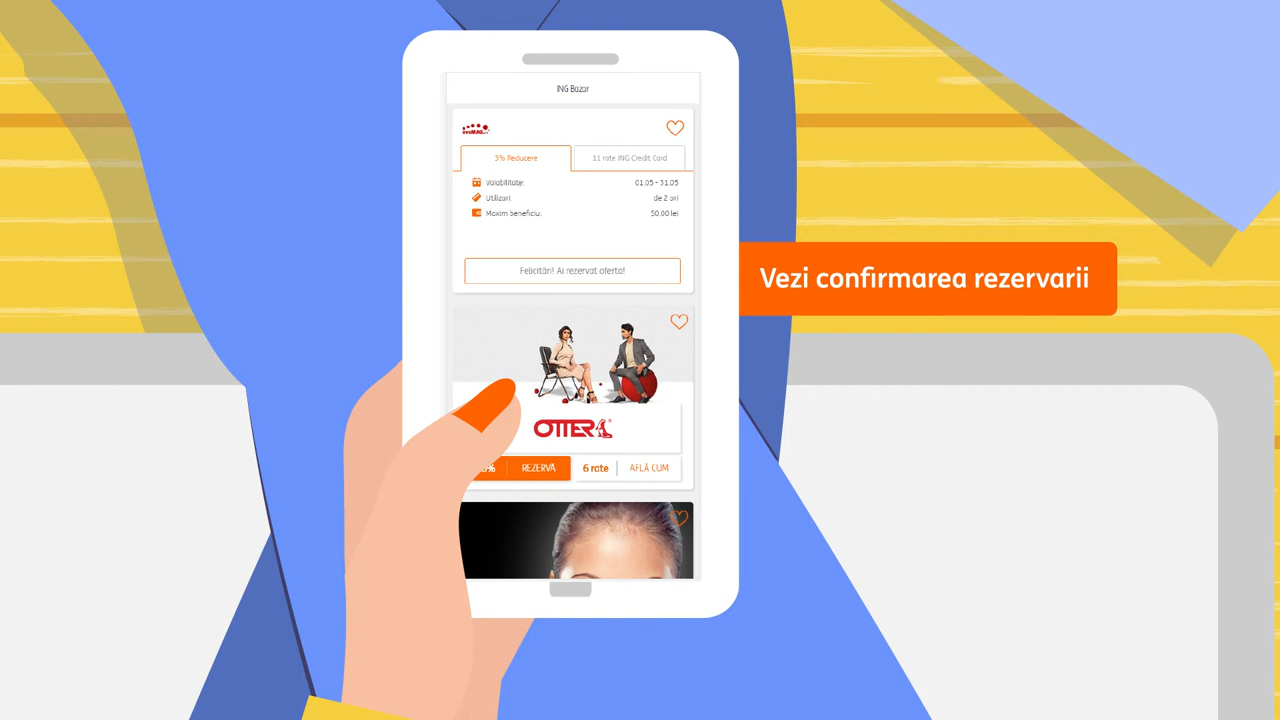 ING Bazar
evoMAG
3% Reducere
11 rate ING Credit Card
Valabilitate:
01.05 - 31.05
Utilizari:
de 2 ori
Maxim beneficiu:
50.00 lei
Felicitări! Ai rezervat oferta!
Vezi confirmarea rezervarii
OTTER
%
REZERVĂ
6 rate
AFLĂ CUM